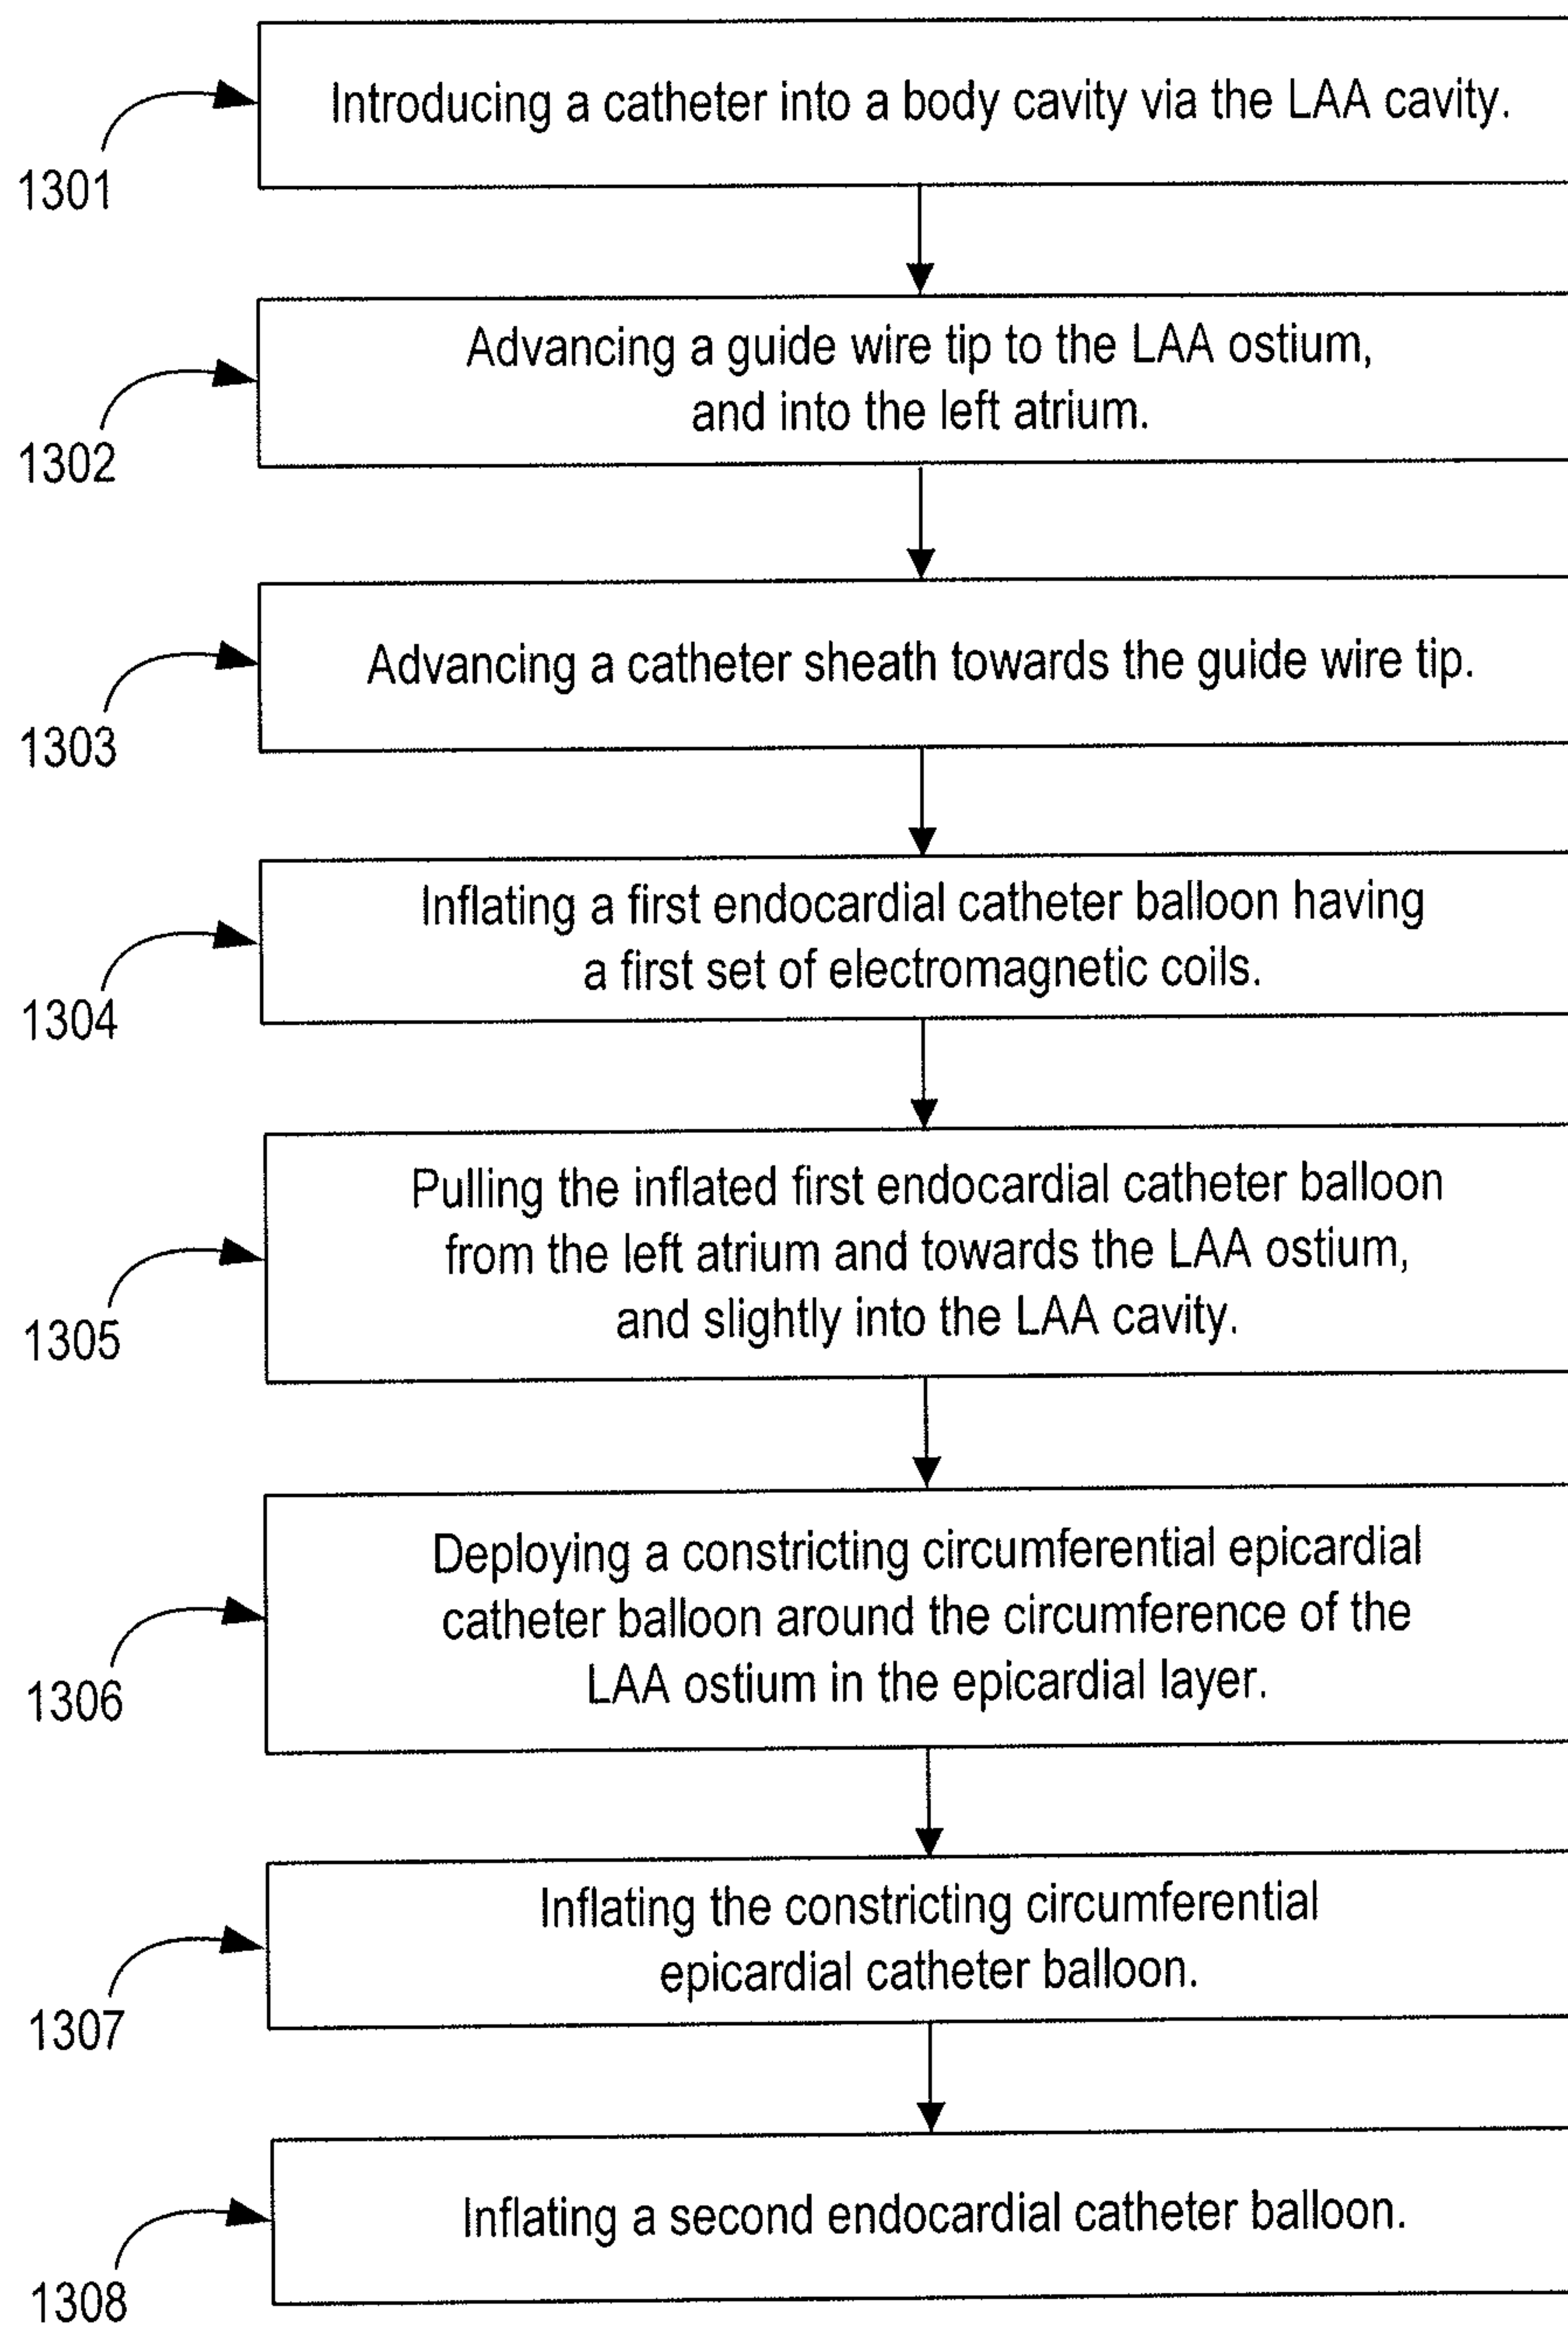 Introducing a catheter into a body cavity via the LAA cavity.
1301
Advancing a guide wire tip to the LAA ostium,
and into the left atrium.
1302
Advancing a catheter sheath towards the guide wire tip.
1303
Inflating a first endocardial catheter balloon having
a first set of electromagnetic coils.
1304
Pulling the inflated first endocardial catheter balloon
from the left atrium and towards the LAA ostium,
and slightly into the LAA cavity.
1305
Deploying a constricting circumferential epicardial
catheter balloon around the circumference of the
LAA ostium in the epicardial layer.
1306
Inflating the constricting circumferential
epicardial catheter balloon.
1307
Inflating a second endocardial catheter balloon.
1308